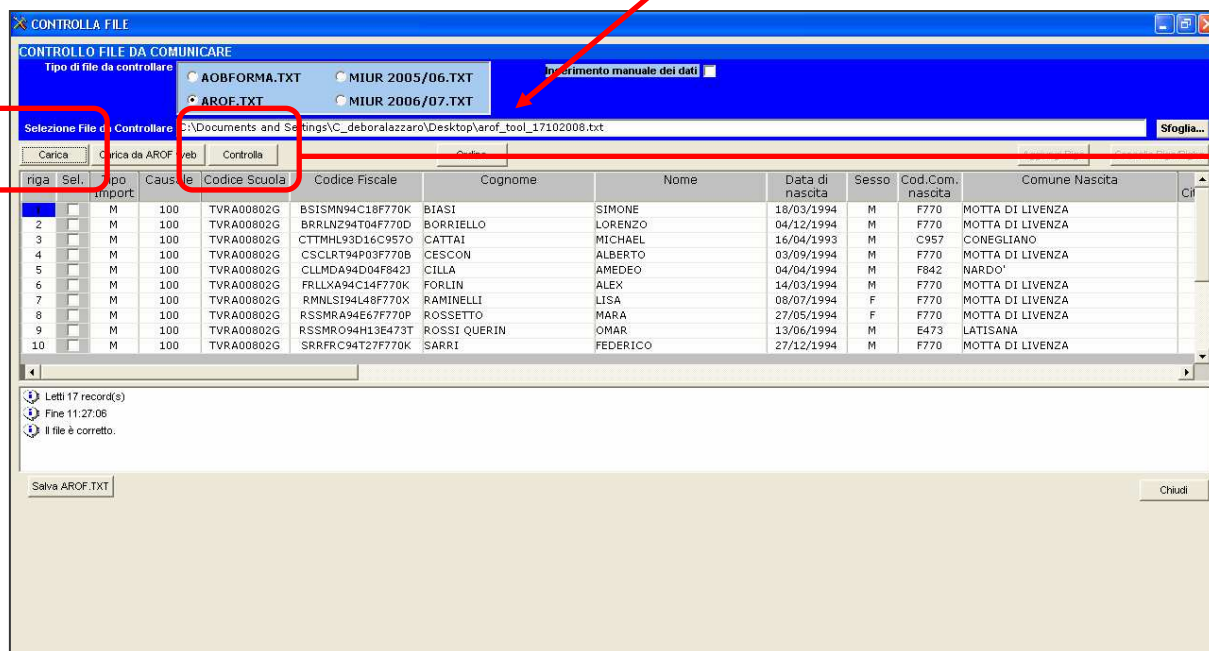 CONTROLLA FILE
CONTROLLO FILE DA COMUNICARE
Tipo di file da controllare
AOBFORMA.TXT MIUR 2005/06.TXT
AROF.TXT MIUR 2006/07.TXT
Inserimento manuale dei dati
Selezione File da Controllare C:\Documents and Settings\C_deboralazzaro\Desktop\arof_tool_17102008.txt Sfoglia...
Carica Carica da AROF web Controlla Ordina
riga Sel. Tipo Import Causale Codice Scuola Codice Fiscale Cognome Nome Data di nascita Sesso Cod.Com. nascita Comune Nascita Cit
1 M 100 TVRA00802G BSISMN94C18F770K BIASI SIMONE 18/03/1994 M F770 MOTTA DI LIVENZA
2 M 100 TVRA00802G BRRLNZ94T04F770D BORRIELLO LORENZO 04/12/1994 M F770 MOTTA DI LIVENZA
3 M 100 TVRA00802G CTTMHL93D16C957O CATTAI MICHAEL 16/04/1993 M C957 CONEGLIANO
4 M 100 TVRA00802G CSCLRT94P03F770B CESCON ALBERTO 03/09/1994 M F770 MOTTA DI LIVENZA
5 M 100 TVRA00802G CLLMDA94D04F842J CILLA AMEDEO 04/04/1994 M F842 NARDO'
6 M 100 TVRA00802G FRLLXA94C14F770K FORLIN ALEX 14/03/1994 M F770 MOTTA DI LIVENZA
7 M 100 TVRA00802G RMNLSI94L48F770X RAMINELLI LISA 08/07/1994 F F770 MOTTA DI LIVENZA
8 M 100 TVRA00802G RSSMRA94E67F770P ROSSETTO MARA 27/05/1994 F F770 MOTTA DI LIVENZA
9 M 100 TVRA00802G RSSMRO94H13E473T ROSSI QUERIN OMAR 13/06/1994 M E473 LATISANA
10 M 100 TVRA00802G SRRFRC94T27F770K SARRI FEDERICO 27/12/1994 M F770 MOTTA DI LIVENZA
Letti 17 record(s)
Fine 11:27:06
Il file è corretto.
Salva AROF.TXT
Chiudi